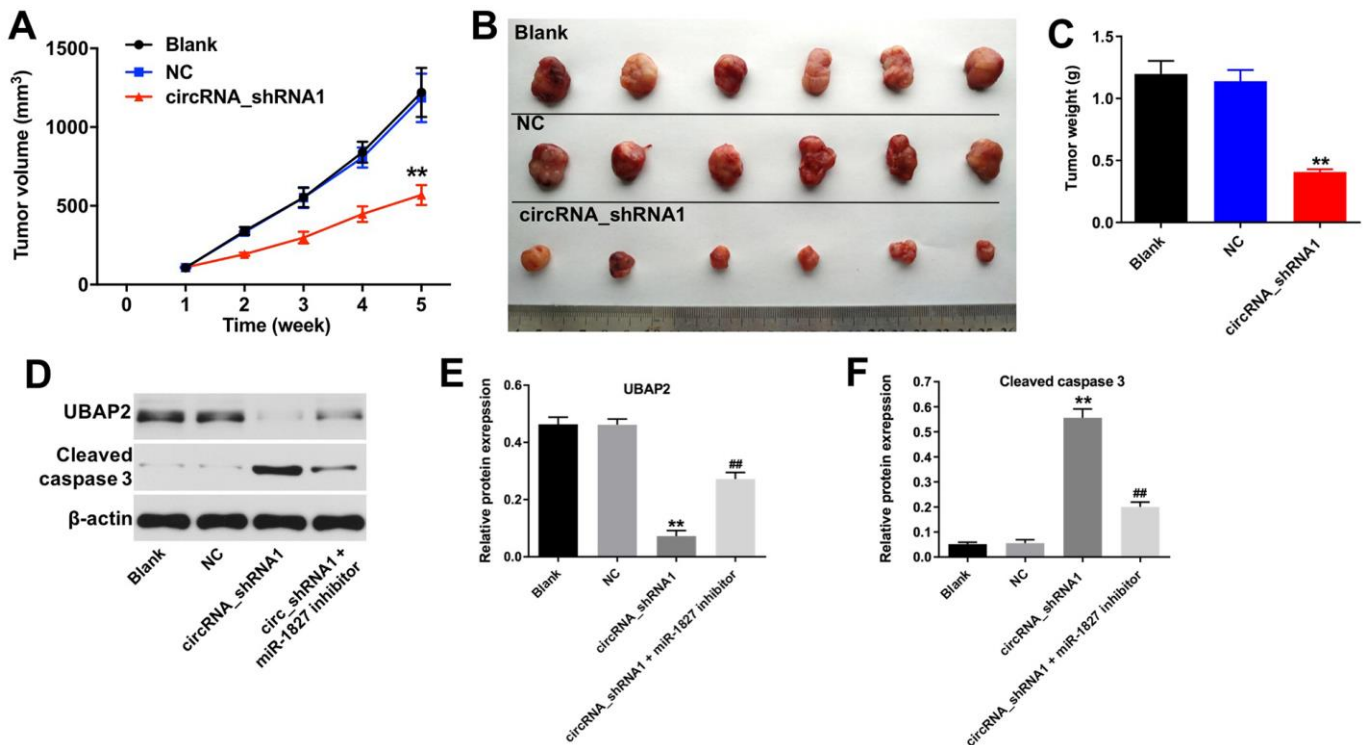 A
Tumor volume (mm³)
1500
1000
500
0
0
1
2
3
4
5
Time (week)
Blank
NC
circRNA_shRNA1
**
B
Blank
NC
circRNA_shRNA1
C
Tumor weight (g)
1.5
1.0
0.5
0.0
**
Blank
NC
circRNA_shRNA1
D
UBAP2
Cleaved
caspase 3
β-actin
Blank
NC
circRNA_shRNA1
circ_shRNA1 +
miR-1827 inhibitor
E
UBAP2
Relative protein exrepssion
0.6
0.4
0.2
0.0
**
##
Blank
NC
circRNA_shRNA1
circRNA_shRNA1 + miR-1827 inhibitor
F
Cleaved caspase 3
Relative protein exrepssion
0.7
0.6
0.5
0.4
0.3
0.2
0.1
0.0
**
##
Blank
NC
circRNA_shRNA1
circRNA_shRNA1 + miR-1827 inhibitor